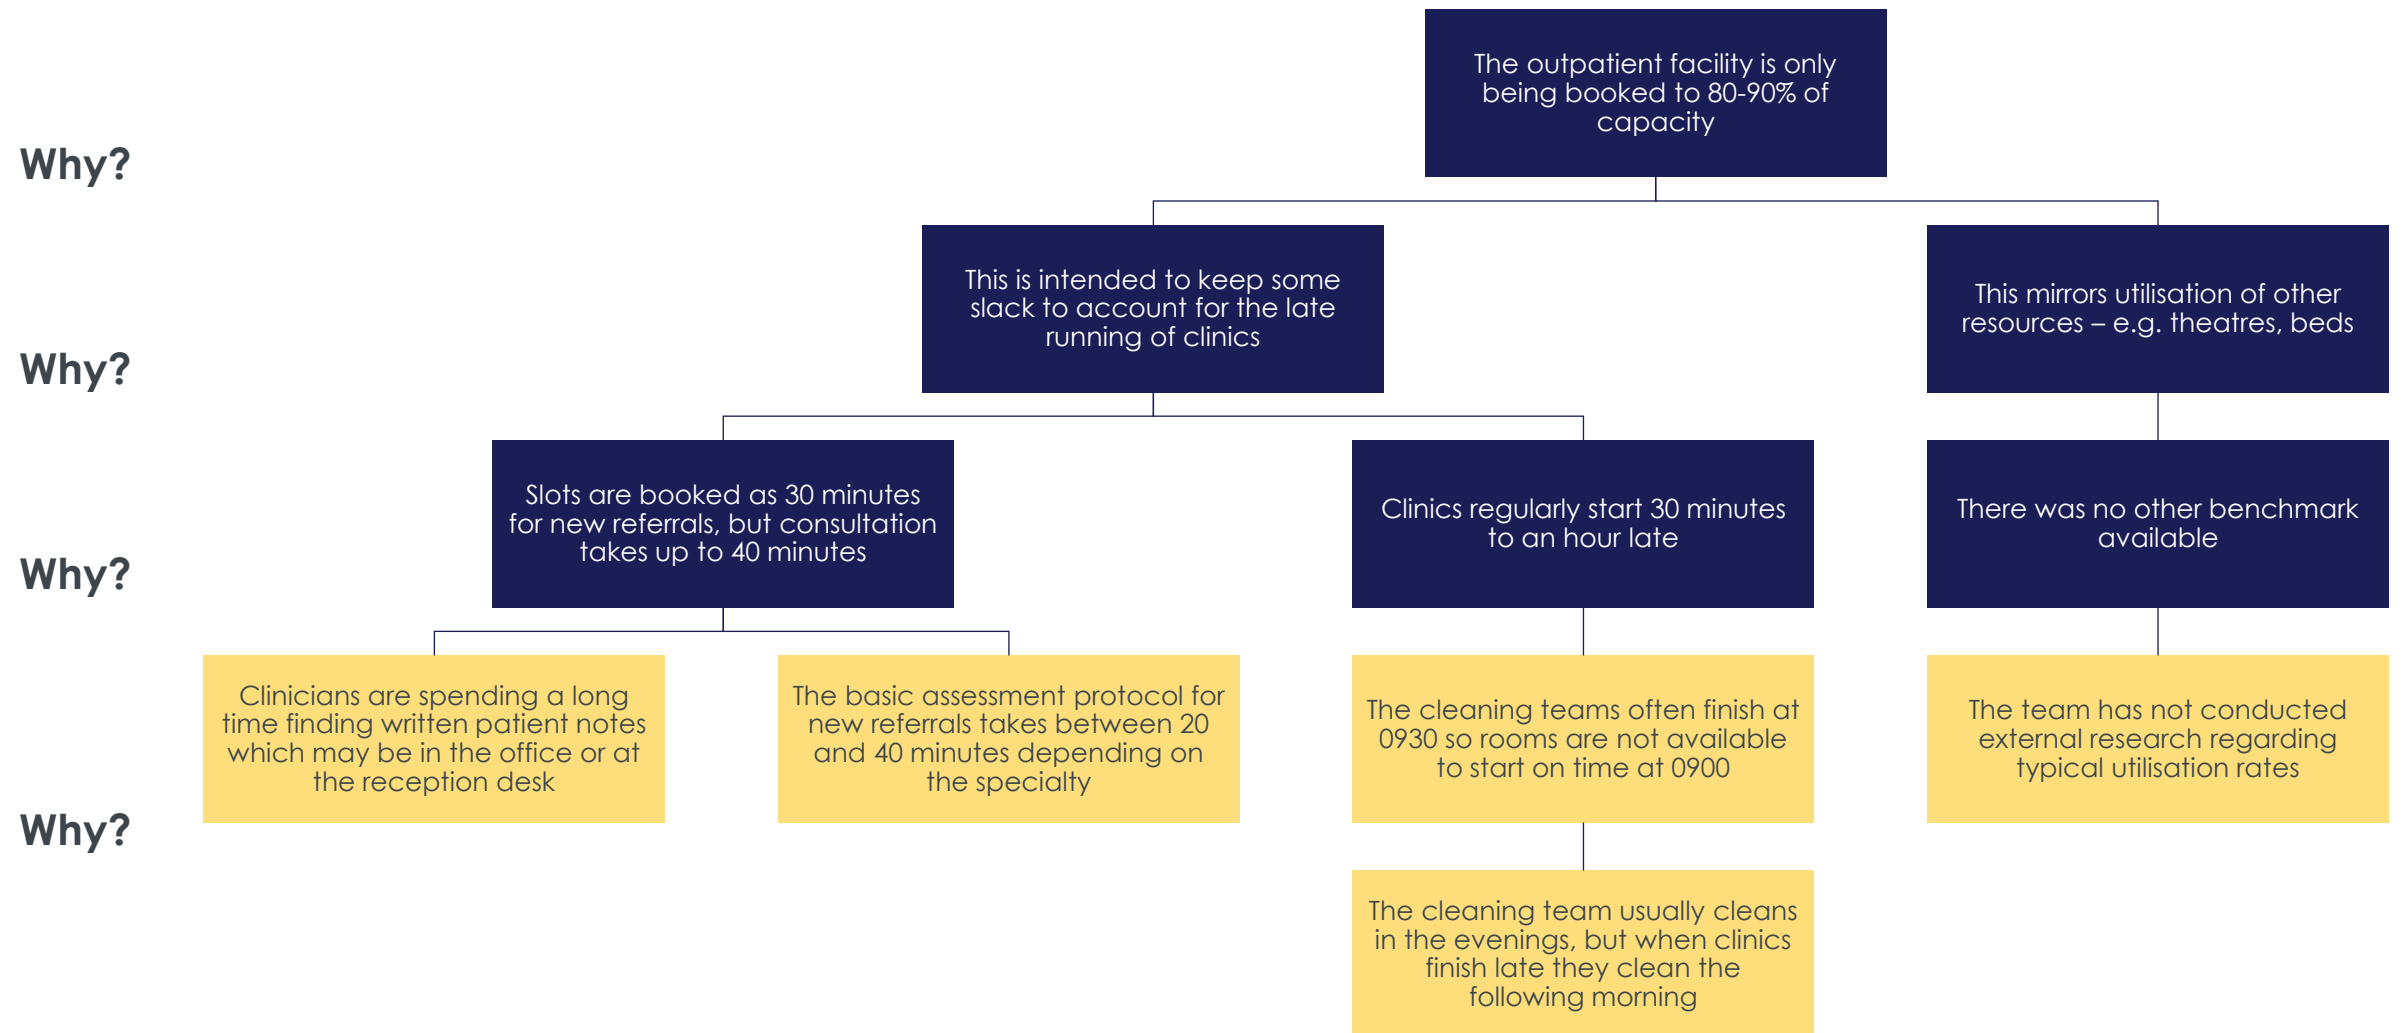 The outpatient facility is only
being booked to 80-90% of
capacity
Why?
This is intended to keep some
slack to account for the late
running of clinics
This mirrors utilisation of other
resources – e.g. theatres, beds
Why?
Slots are booked as 30 minutes
for new referrals, but consultation
takes up to 40 minutes
Clinics regularly start 30 minutes
to an hour late
There was no other benchmark
available
Why?
Clinicians are spending a long
time finding written patient notes
which may be in the office or at
the reception desk
The basic assessment protocol for
new referrals takes between 20
and 40 minutes depending on
the specialty
The cleaning teams often finish at
0930 so rooms are not available
to start on time at 0900
The team has not conducted
external research regarding
typical utilisation rates
Why?
The cleaning team usually cleans
in the evenings, but when clinics
finish late they clean the
following morning